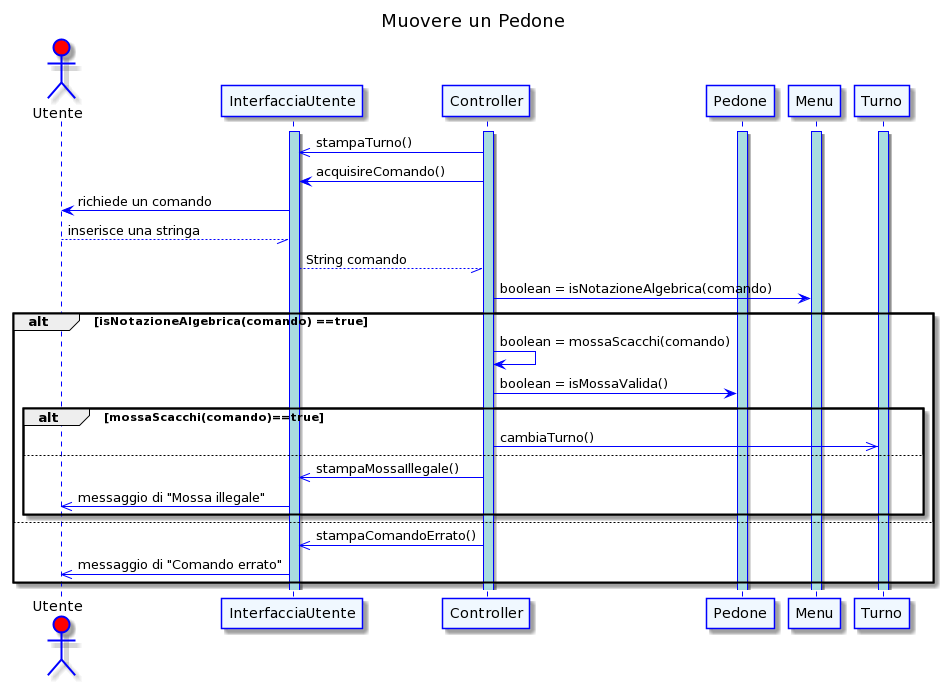 Muovere un Pedone
Utente
InterfacciaUtente
Controller
Pedone
Menu
Turno
stampaTurno()
acquisireComando()
richiede un comando
inserisce una stringa
String comando
boolean = isNotazioneAlgebrica(comando)
alt [isNotazioneAlgebrica(comando) ==true]
boolean = mossaScacchi(comando)
boolean = isMossaValida()
alt [mossaScacchi(comando)==true]
cambiaTurno()
stampaMossaIllegale()
messaggio di "Mossa illegale"
stampaComandoErrato()
messaggio di "Comando errato"
Utente
InterfacciaUtente
Controller
Pedone
Menu
Turno